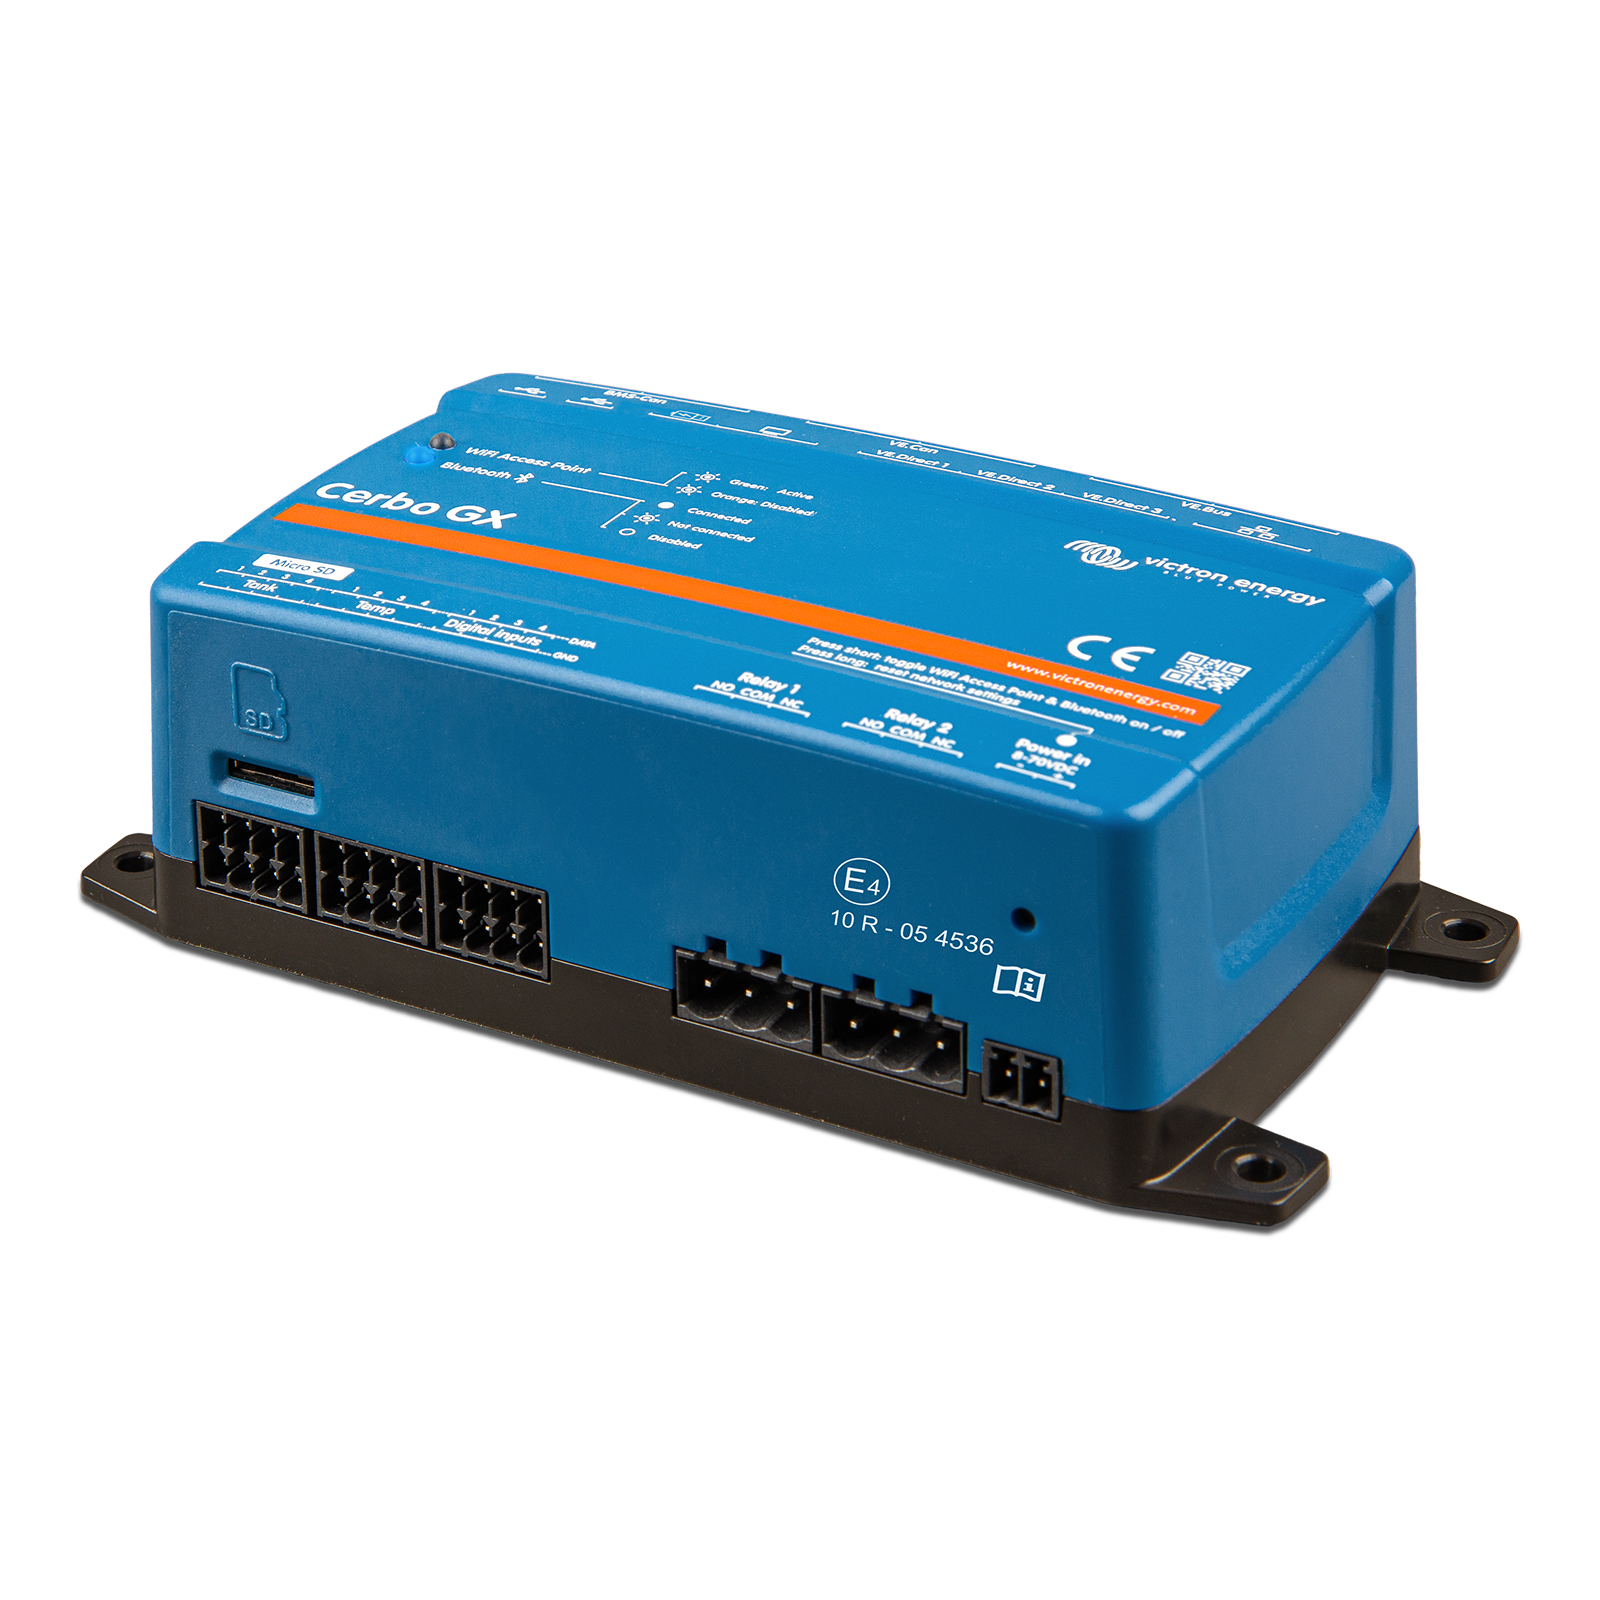 BMS-Can
VE.Can
VE.Direct 1
VE.Direct 2
VE.Direct 3
VE.Bus
WiFi Access Point
Bluetooth
Green: Active
Orange: Disabled
Connected
Not connected
Disabled
Cerbo GX
victron energy
BLUE POWER
CE
www.victronenergy.com
Micro SD
1 2 3 4
Tank
1 2 3 4
Temp
1 2 3 4
Digital inputs
DATA
GND
Press short: toggle WiFi Access Point & Bluetooth on / off
Press long: reset network settings
Relay 1
NO COM NC
Relay 2
NO COM NC
Power in
8-70VDC
- +
SD
E4
10 R - 05 4536
i